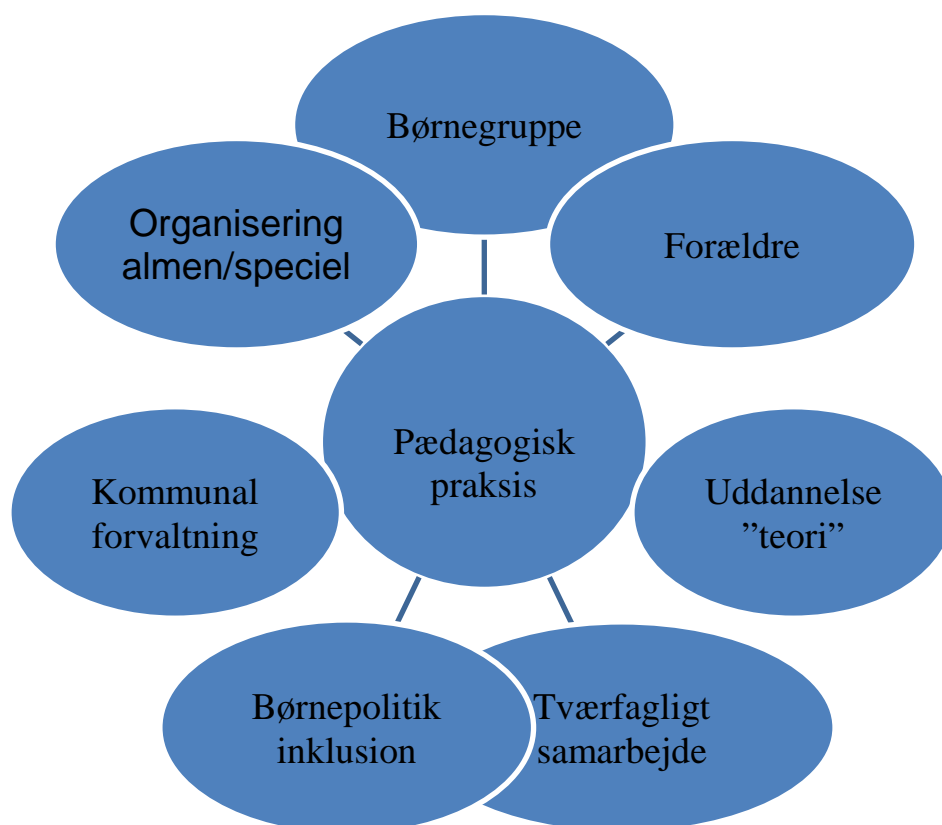 Børnegruppe
Organisering
almen/speciel
Forældre
Pædagogisk
praksis
Kommunal
forvaltning
Uddannelse
”teori”
Børnepolitik
inklusion
Tværfagligt
samarbejde